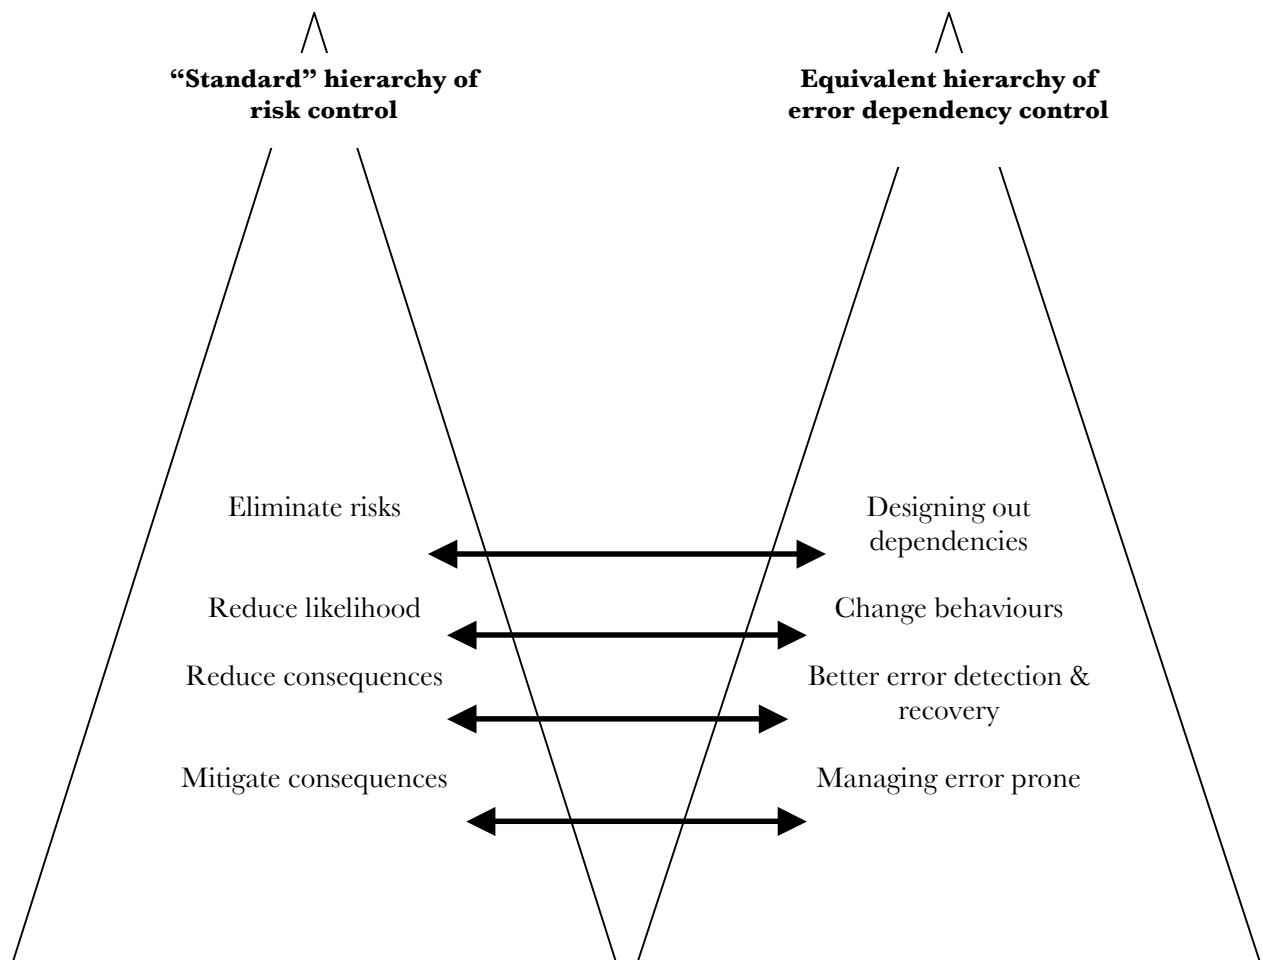 “Standard” hierarchy of
risk control
Equivalent hierarchy of
error dependency control
Eliminate risks
Designing out
dependencies
Reduce likelihood
Change behaviours
Reduce consequences
Better error detection &
recovery
Mitigate consequences
Managing error prone